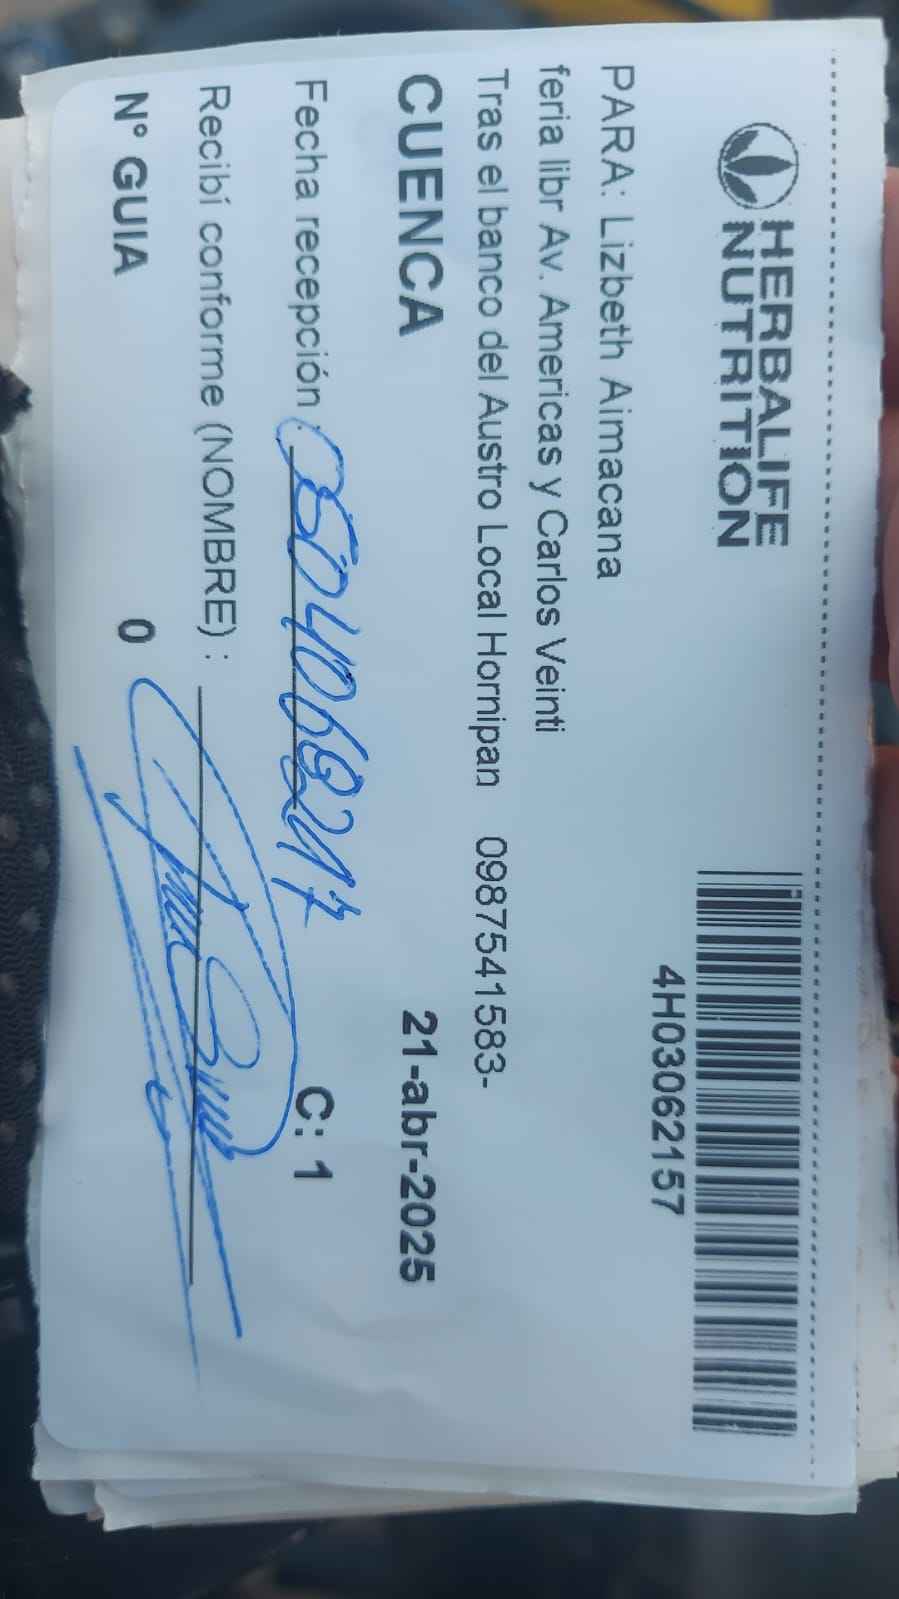 HERBALIFE
NUTRITION
4H03062157
PARA: Lizbeth Aimacana
feria libr Av. Americas y Carlos Veinti
Tras el banco del Austro Local Hornipan 0987541583-
CUENCA 21-abr-2025
Fecha recepción : 0504068217 C: 1
Recibí conforme (NOMBRE) :
N° GUIA 0